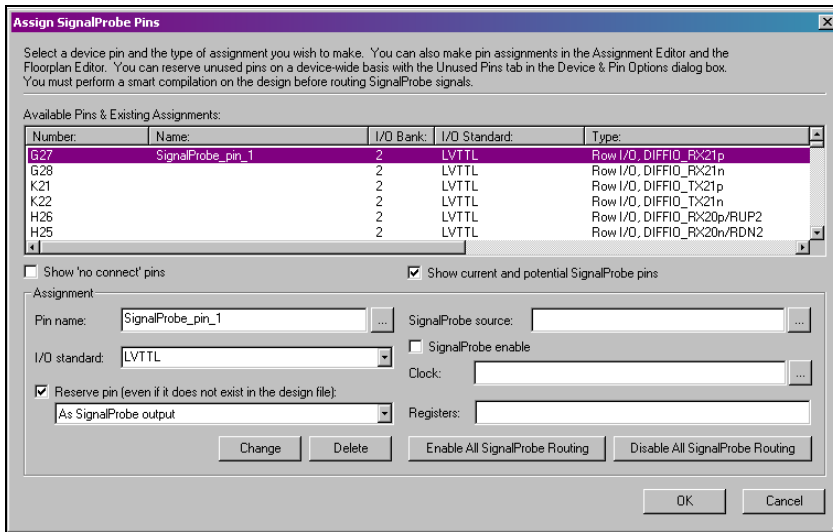 Assign SignalProbe Pins
Select a device pin and the type of assignment you wish to make. You can also make pin assignments in the Assignment Editor and the
Floorplan Editor. You can reserve unused pins on a device-wide basis with the Unused Pins tab in the Device & Pin Options dialog box.
You must perform a smart compilation on the design before routing SignalProbe signals.
Available Pins & Existing Assignments:
Number: Name: I/O Bank: I/O Standard: Type:
G27 SignalProbe_pin_1 2 LVTTL Row I/O, DIFFIO_RX21p
G28 2 LVTTL Row I/O, DIFFIO_RX21n
K21 2 LVTTL Row I/O, DIFFIO_TX21p
K22 2 LVTTL Row I/O, DIFFIO_TX21n
H26 2 LVTTL Row I/O, DIFFIO_RX20p/RUP2
H25 2 LVTTL Row I/O, DIFFIO_RX20n/RDN2
Show 'no connect' pins Show current and potential SignalProbe pins
Assignment
Pin name: SignalProbe_pin_1 ... SignalProbe source: ...
I/O standard: LVTTL SignalProbe enable
Clock: ...
Reserve pin (even if it does not exist in the design file):
As SignalProbe output Registers:
Change Delete Enable All SignalProbe Routing Disable All SignalProbe Routing
OK Cancel